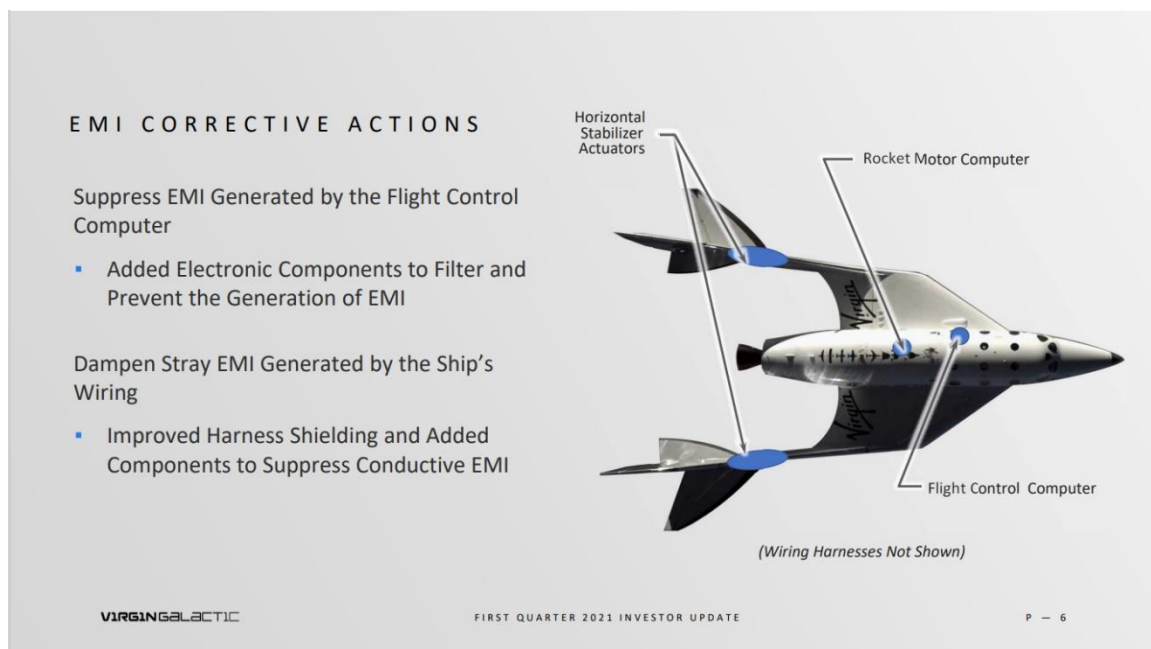 EMI CORRECTIVE ACTIONS
Suppress EMI Generated by the Flight Control
Computer
▪ Added Electronic Components to Filter and
Prevent the Generation of EMI
Dampen Stray EMI Generated by the Ship's
Wiring
▪ Improved Harness Shielding and Added
Components to Suppress Conductive EMI
Horizontal
Stabilizer
Actuators
Rocket Motor Computer
Virgin
Virgin
Virgin
Flight Control Computer
(Wiring Harnesses Not Shown)
VIRGIN GALACTIC
FIRST QUARTER 2021 INVESTOR UPDATE
P — 6